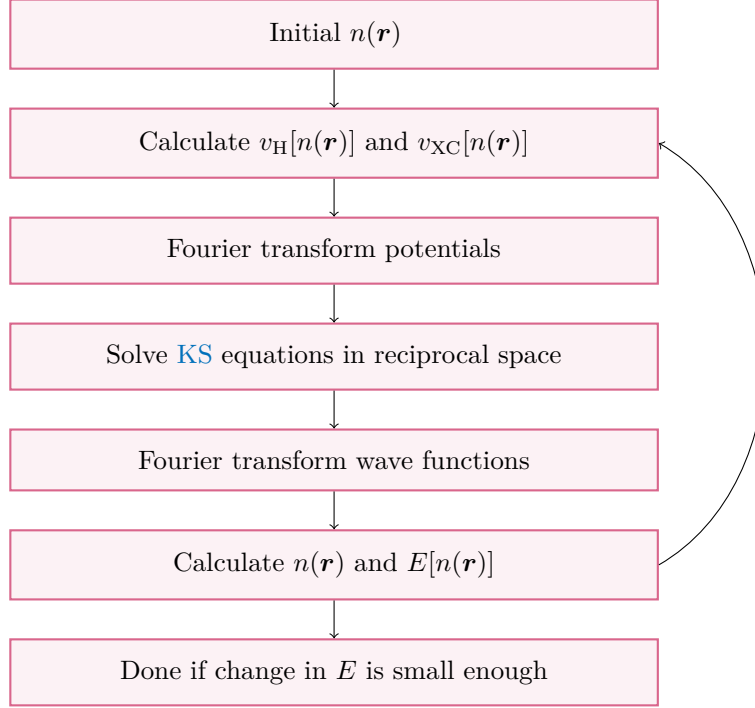 Initial n(r)
Calculate v_H[n(r)] and v_XC[n(r)]
Fourier transform potentials
Solve KS equations in reciprocal space
Fourier transform wave functions
Calculate n(r) and E[n(r)]
Done if change in E is small enough